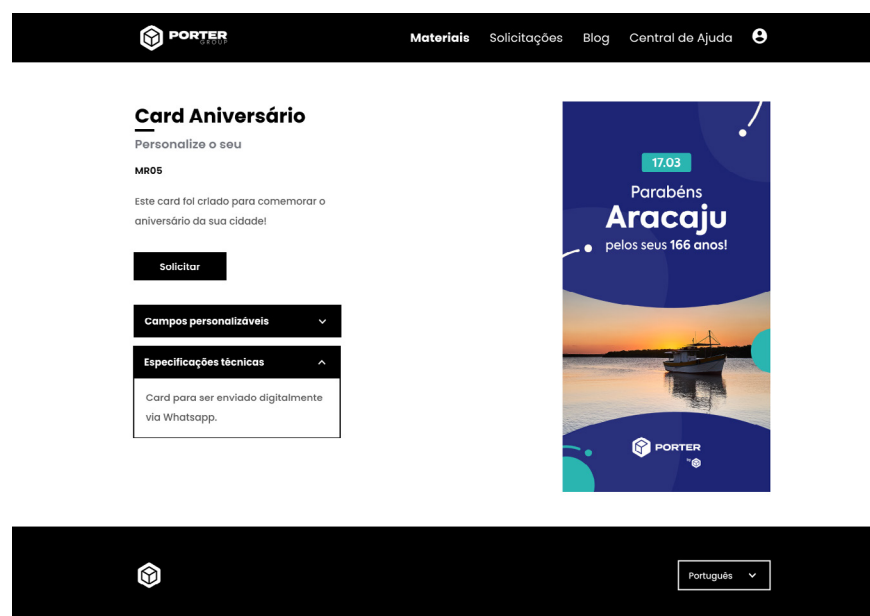 PORTER
GROUP
Materiais Solicitações Blog Central de Ajuda
Card Aniversário
Personalize o seu
MR05
Este card foi criado para comemorar o
aniversário da sua cidade!
Solicitar
Campos personalizáveis
Especificações técnicas
Card para ser enviado digitalmente
via Whatsapp.
17.03
Parabéns
Aracaju
pelos seus 166 anos!
PORTER
by
Português